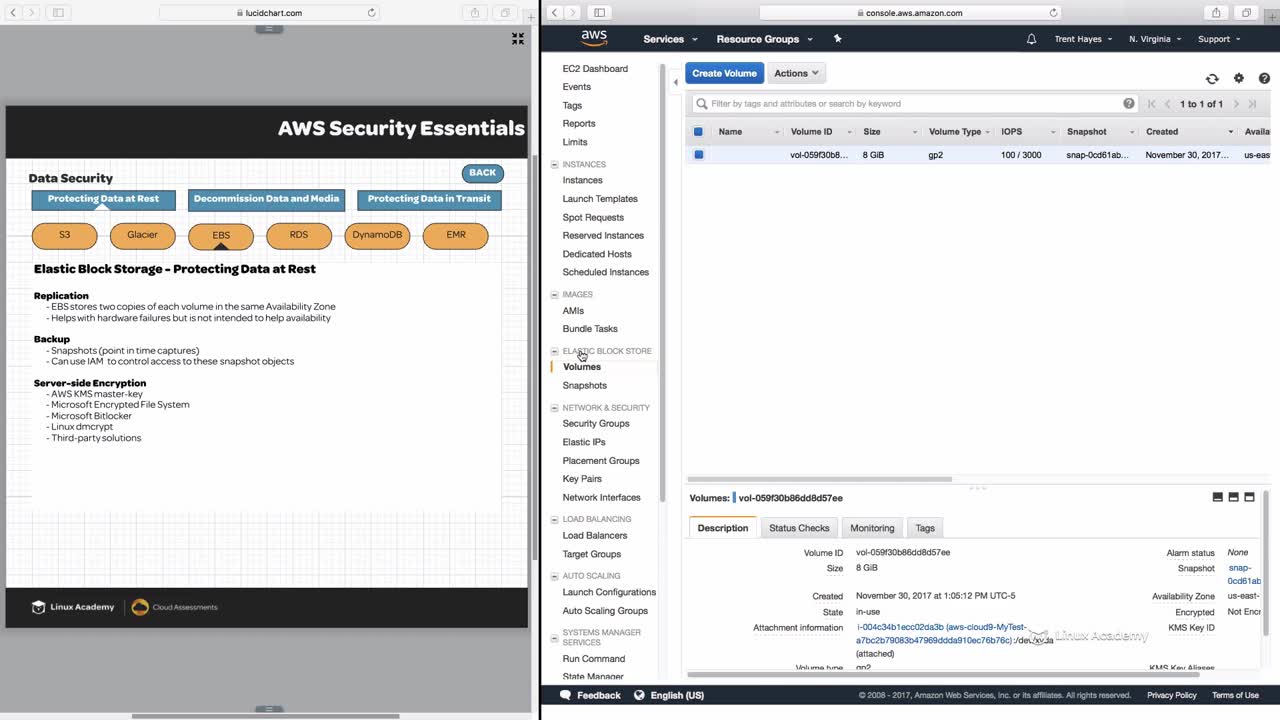 lucidchart.com
AWS Security Essentials
Data Security
BACK
Protecting Data at Rest
Decommission Data and Media
Protecting Data in Transit
S3
Glacier
EBS
RDS
DynamoDB
EMR
Elastic Block Storage - Protecting Data at Rest
Replication
- EBS stores two copies of each volume in the same Availability Zone
- Helps with hardware failures but is not intended to help availability
Backup
- Snapshots (point in time captures)
- Can use IAM to control access to these snapshot objects
Server-side Encryption
- AWS KMS master-key
- Microsoft Encrypted File System
- Microsoft Bitlocker
- Linux dmcrypt
- Third-party solutions
Linux Academy
Cloud Assessments
console.aws.amazon.com
aws
Services
Resource Groups
Trent Hayes
N. Virginia
Support
EC2 Dashboard
Events
Tags
Reports
Limits
INSTANCES
Instances
Launch Templates
Spot Requests
Reserved Instances
Dedicated Hosts
Scheduled Instances
IMAGES
AMIs
Bundle Tasks
ELASTIC BLOCK STORE
Volumes
Snapshots
NETWORK & SECURITY
Security Groups
Elastic IPs
Placement Groups
Key Pairs
Network Interfaces
LOAD BALANCING
Load Balancers
Target Groups
AUTO SCALING
Launch Configurations
Auto Scaling Groups
SYSTEMS MANAGER
SERVICES
Run Command
State Manager
Create Volume
Actions
Filter by tags and attributes or search by keyword
1 to 1 of 1
Name
Volume ID
Size
Volume Type
IOPS
Snapshot
Created
Availa
vol-059f30b8...
8 GiB
gp2
100 / 3000
snap-0cd61ab...
November 30, 2017...
us-east
Volumes:
vol-059f30b86dd8d57ee
Description
Status Checks
Monitoring
Tags
Volume ID
vol-059f30b86dd8d57ee
Size
8 GiB
Created
November 30, 2017 at 1:05:12 PM UTC-5
State
in-use
Attachment information
i-004c34b1ecc02da3b (aws-cloud9-MyTest-
a7bc2b79083b47969ddda910ec76b76c)
(attached)
Volume type
gp2
Alarm status
None
Snapshot
snap-
0cd61ab
Availability Zone
us-east-
Encrypted
Not Encr
KMS Key ID
KMS Key Aliases
Linux Academy
Feedback
English (US)
© 2008 - 2017, Amazon Web Services, Inc. or its affiliates. All rights reserved.
Privacy Policy
Terms of Use